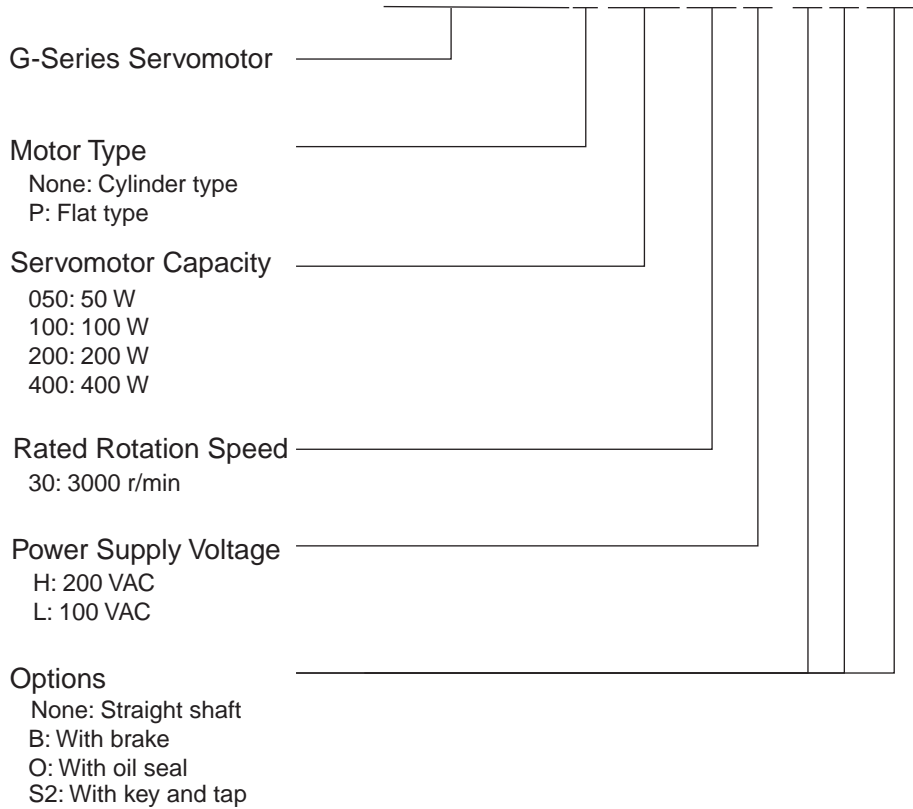 G-Series Servomotor
Motor Type
None: Cylinder type
P: Flat type
Servomotor Capacity
050: 50 W
100: 100 W
200: 200 W
400: 400 W
Rated Rotation Speed
30: 3000 r/min
Power Supply Voltage
H: 200 VAC
L: 100 VAC
Options
None: Straight shaft
B: With brake
O: With oil seal
S2: With key and tap